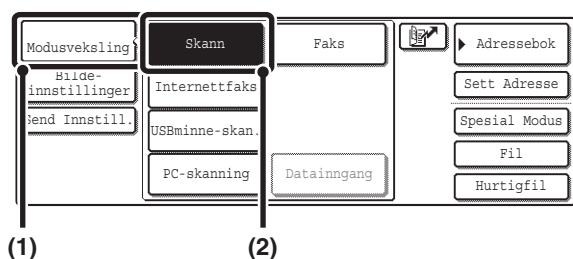 Modusveksling
Skann
Faks
Adressebok
Bilde-
innstillinger
Internettfaks
Sett Adresse
Send Innstill.
USBminne-skan.
Spesial Modus
PC-skanning
Datainngang
Fil
Hurtigfil
(1)
(2)